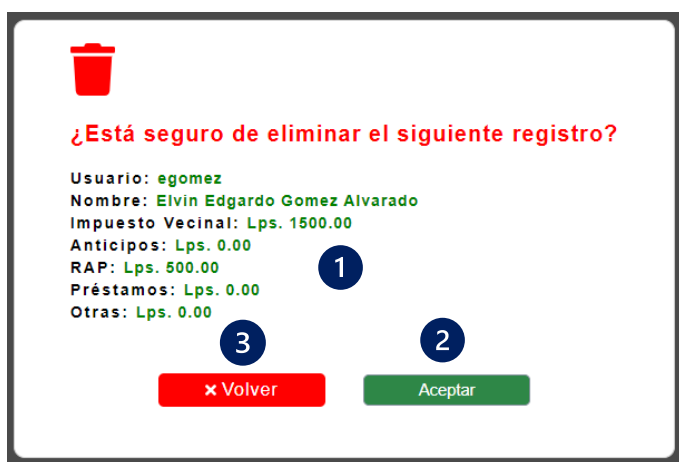 ¿Está seguro de eliminar el siguiente registro?
Usuario: egomez
Nombre: Elvin Edgardo Gomez Alvarado
Impuesto Vecinal: Lps. 1500.00
Anticipos: Lps. 0.00
RAP: Lps. 500.00
1
Préstamos: Lps. 0.00
Otras: Lps. 0.00
3
2
× Volver
Aceptar